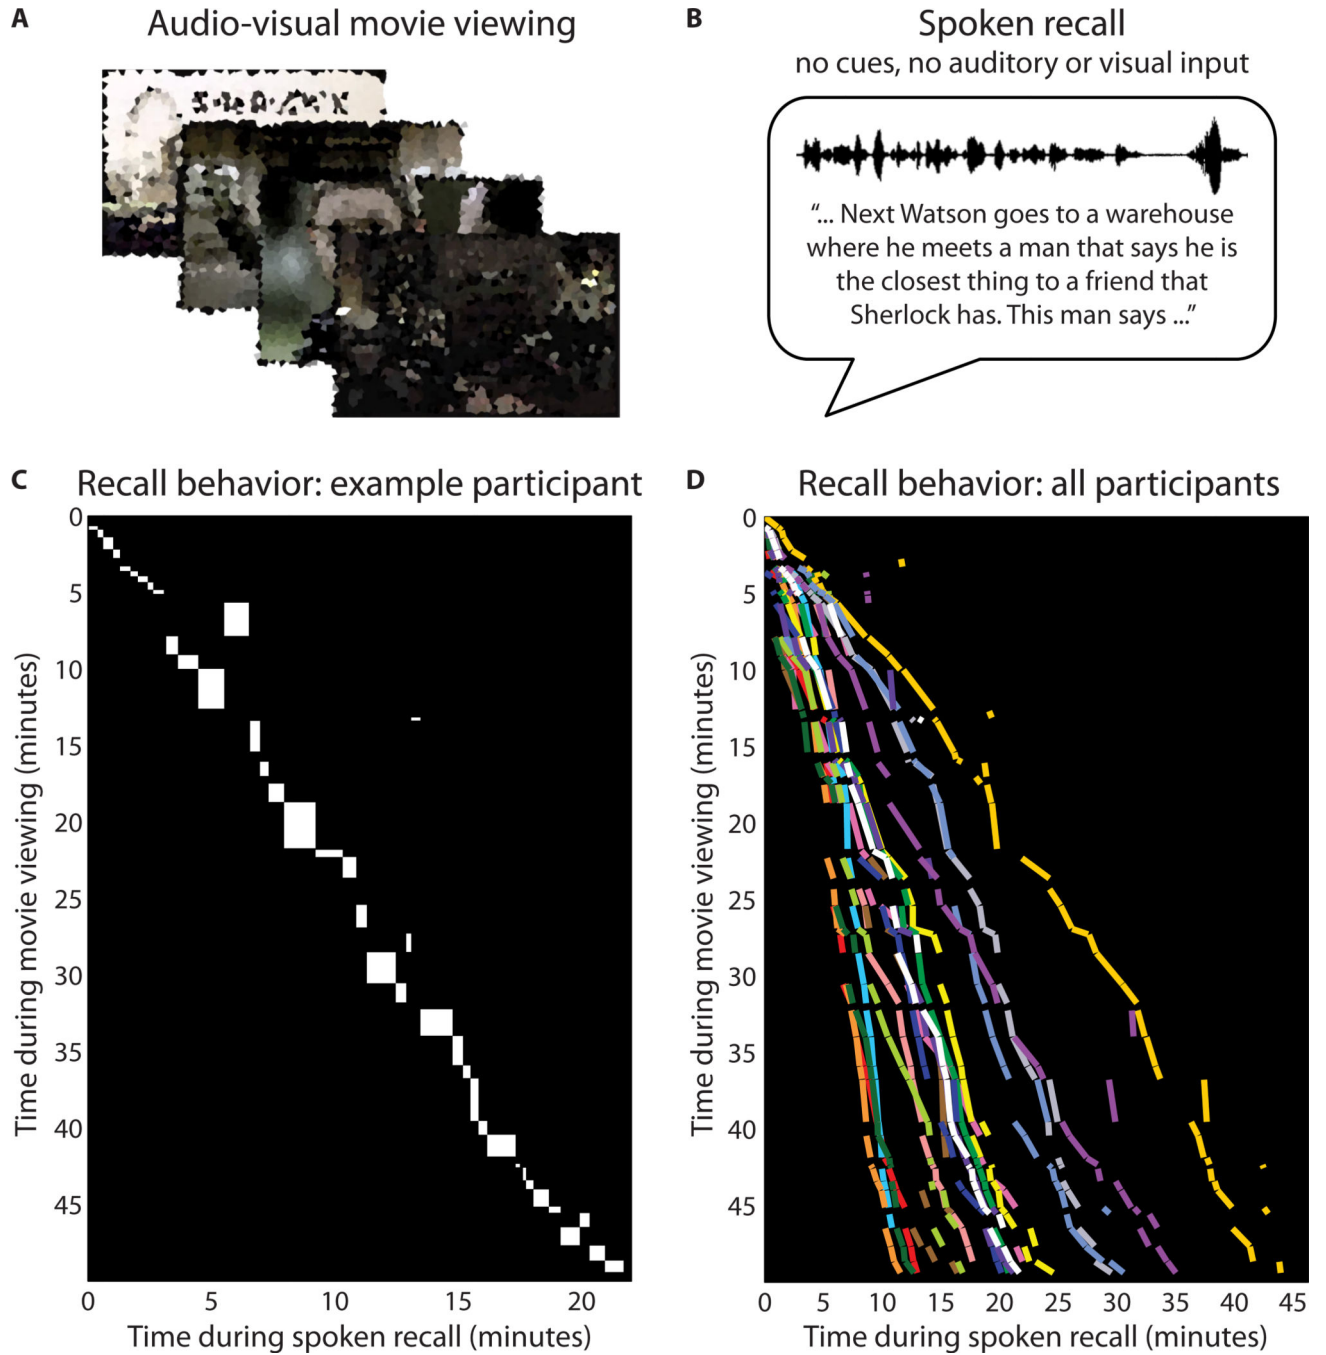 A
Audio-visual movie viewing
B
Spoken recall
no cues, no auditory or visual input
“... Next Watson goes to a warehouse
where he meets a man that says he is
the closest thing to a friend that
Sherlock has. This man says ...”
C
Recall behavior: example participant
Time during movie viewing (minutes)
0
5
10
15
20
25
30
35
40
45
0 5 10 15 20
Time during spoken recall (minutes)
D
Recall behavior: all participants
Time during movie viewing (minutes)
0
5
10
15
20
25
30
35
40
45
0 5 10 15 20 25 30 35 40 45
Time during spoken recall (minutes)